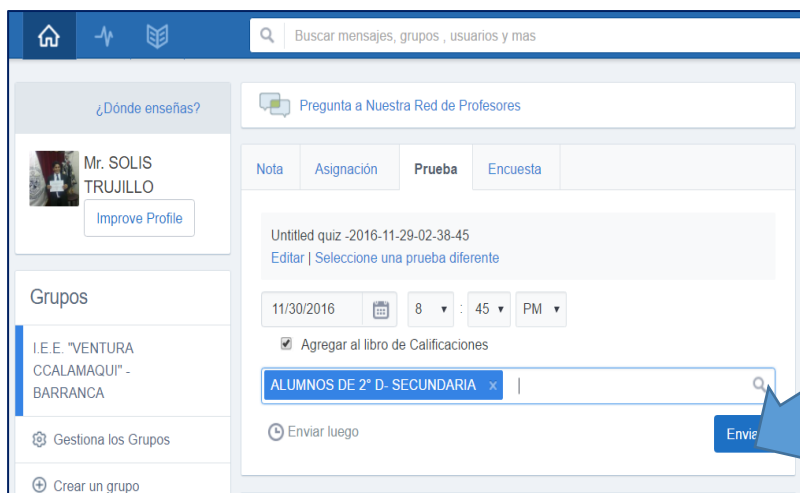 Buscar mensajes, grupos , usuarios y mas
¿Dónde enseñas?
Mr. SOLIS
TRUJILLO
Improve Profile
Grupos
I.E.E. "VENTURA
CCALAMAQUI" -
BARRANCA
Gestiona los Grupos
Crear un grupo
Pregunta a Nuestra Red de Profesores
Nota Asignación Prueba Encuesta
Untitled quiz -2016-11-29-02-38-45
Editar | Seleccione una prueba diferente
11/30/2016 8 : 45 PM
Agregar al libro de Calificaciones
ALUMNOS DE 2° D- SECUNDARIA x
Enviar luego